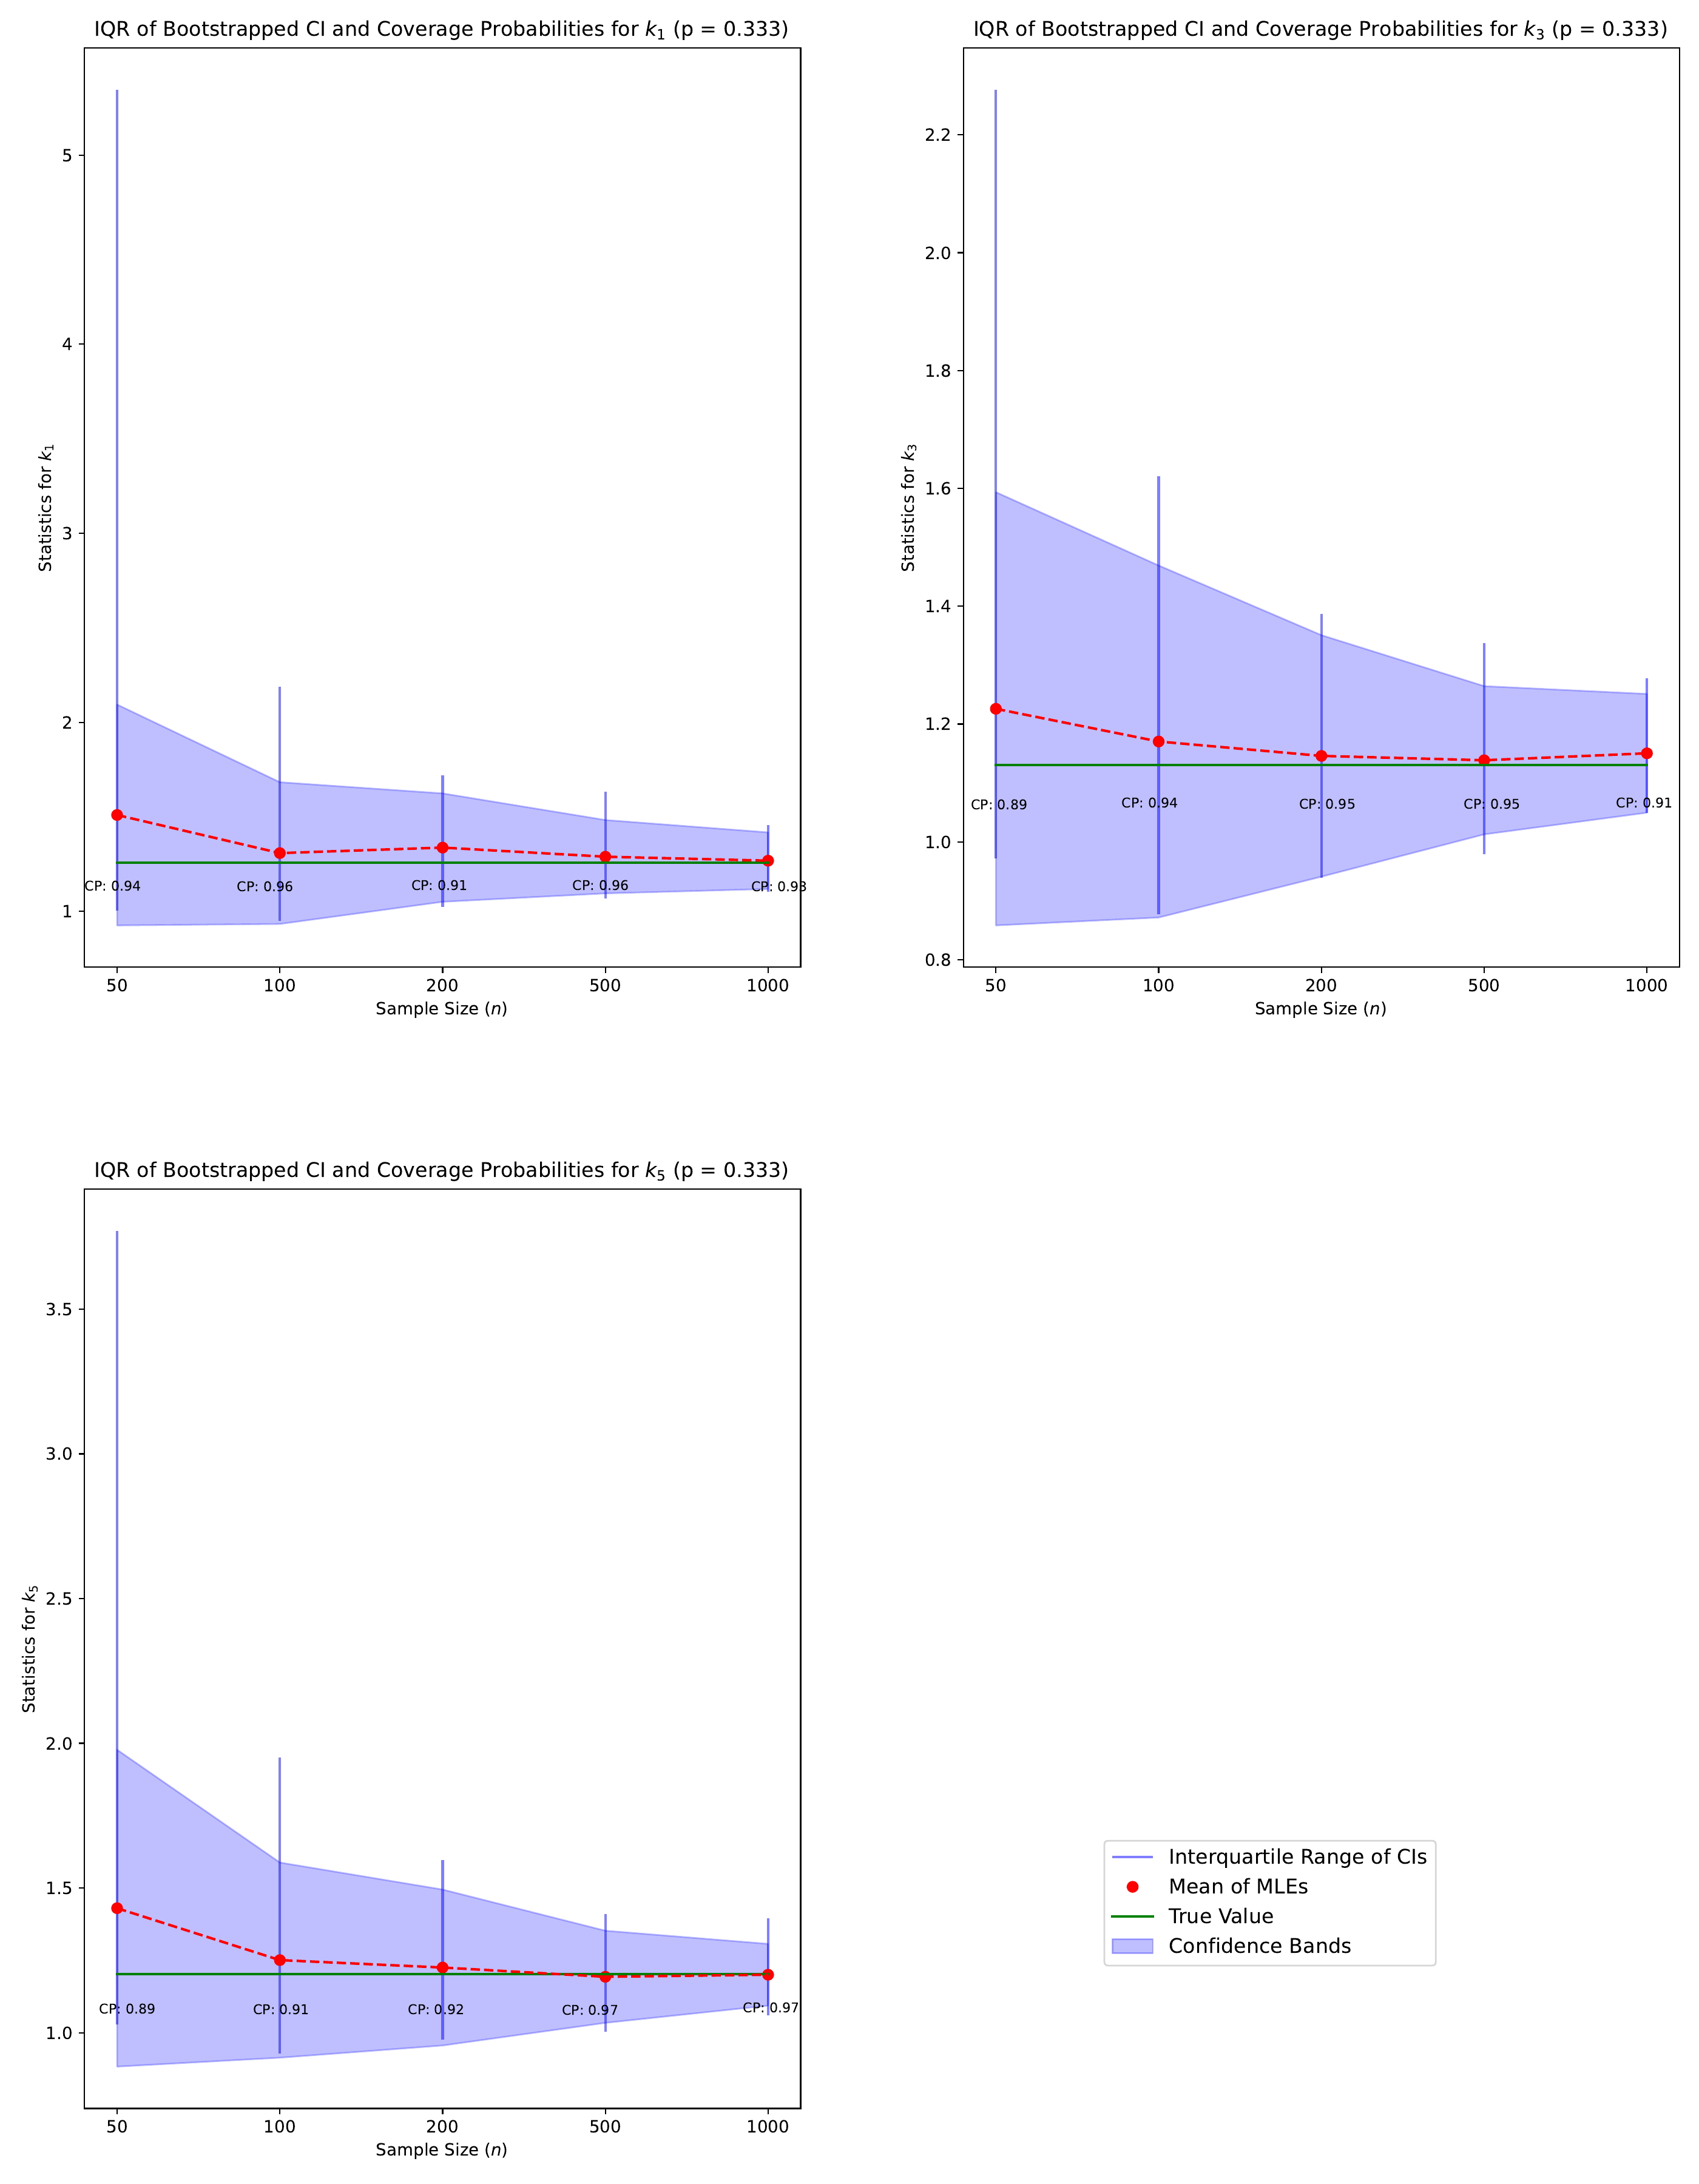 IQR of Bootstrapped CI and Coverage Probabilities for k₁ (p = 0.333)
Statistics for k₁
5
4
3
2
1
CP: 0.94
CP: 0.96
CP: 0.91
CP: 0.96
CP: 0.93
50
100
200
500
1000
Sample Size (n)
IQR of Bootstrapped CI and Coverage Probabilities for k₃ (p = 0.333)
Statistics for k₃
2.2
2.0
1.8
1.6
1.4
1.2
1.0
0.8
CP: 0.89
CP: 0.94
CP: 0.95
CP: 0.95
CP: 0.91
50
100
200
500
1000
Sample Size (n)
IQR of Bootstrapped CI and Coverage Probabilities for k₅ (p = 0.333)
Statistics for k₅
3.5
3.0
2.5
2.0
1.5
1.0
CP: 0.89
CP: 0.91
CP: 0.92
CP: 0.97
CP: 0.97
50
100
200
500
1000
Sample Size (n)
Interquartile Range of CIs
Mean of MLEs
True Value
Confidence Bands